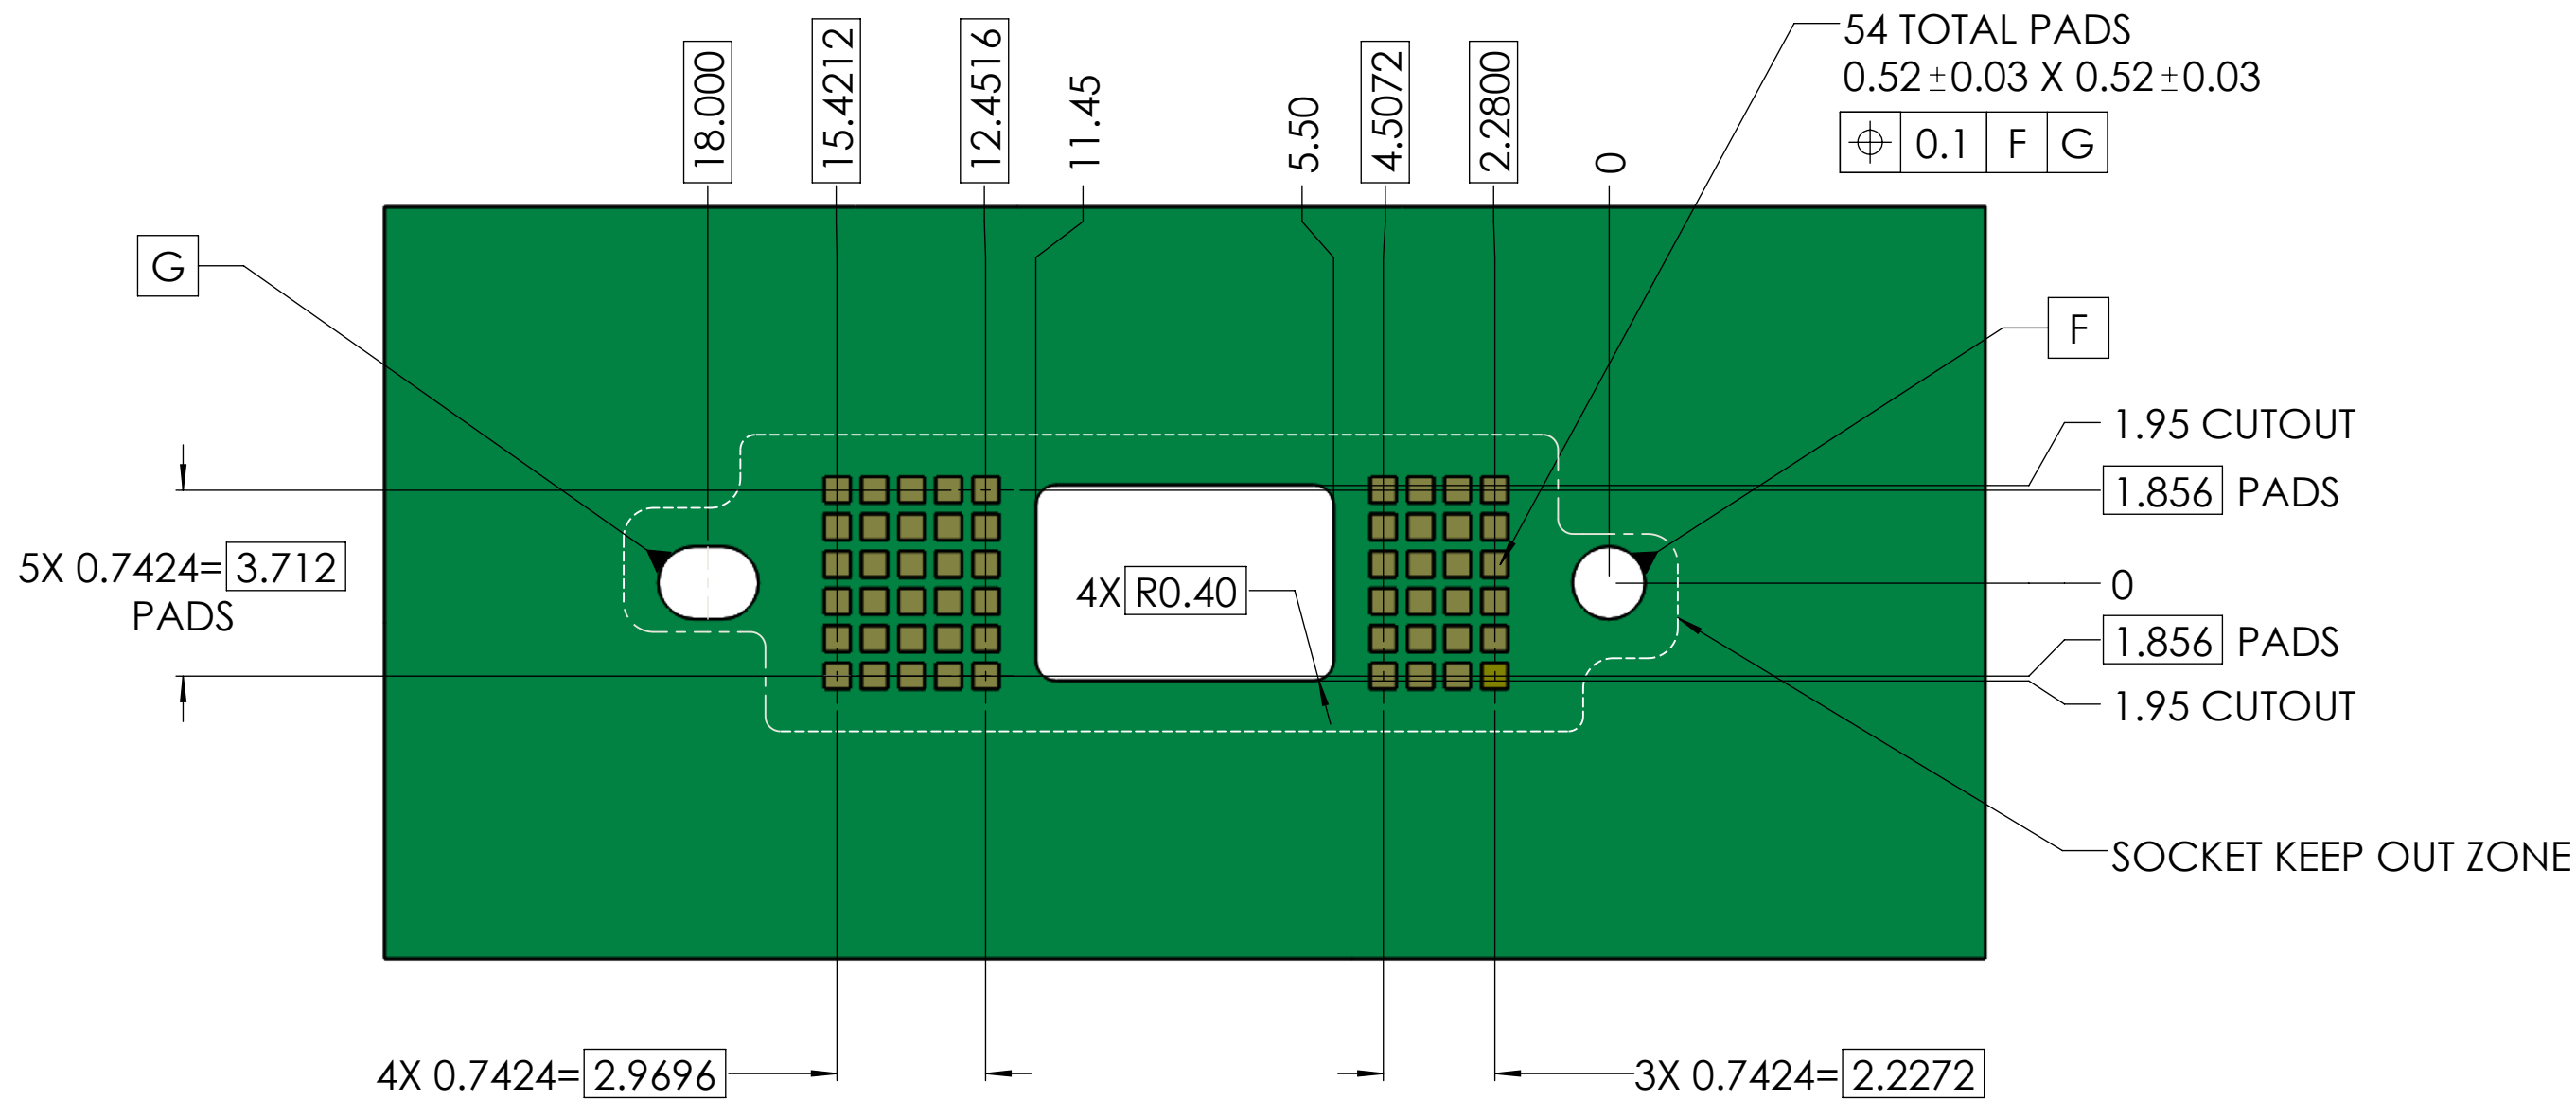 18.000
15.4212
12.4516
11.45
5.50
4.5072
2.2800
0
54 TOTAL PADS
0.52±0.03 X 0.52±0.03
⌖ 0.1 F G
G
F
1.95 CUTOUT
1.856 PADS
5X 0.7424= 3.712
PADS
4X R0.40
0
1.856 PADS
1.95 CUTOUT
SOCKET KEEP OUT ZONE
4X 0.7424= 2.9696
3X 0.7424= 2.2272